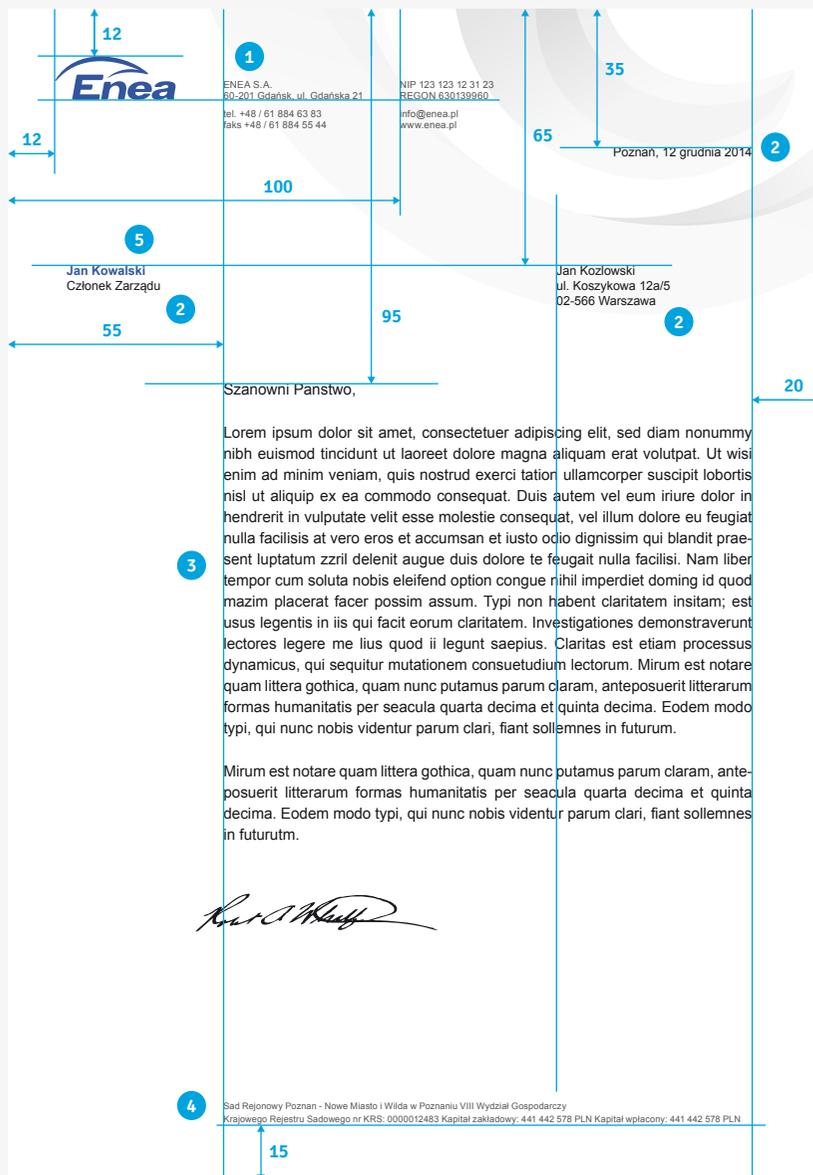 12
1
35
Enea
ENEA S.A.
60-201 Gdańsk, ul. Gdańska 21
NIP 123 123 12 31 23
REGON 630139960
tel. +48 / 61 884 63 83
faks +48 / 61 884 55 44
info@enea.pl
www.enea.pl
12
65
Poznań, 12 grudnia 2014
2
100
5
Jan Kowalski
Członek Zarządu
Jan Kozlowski
ul. Koszykowa 12a/5
02-566 Warszawa
2
2
55
95
20
Szanowni Panstwo,
Lorem ipsum dolor sit amet, consectetuer adipiscing elit, sed diam nonummy
nibh euismod tincidunt ut laoreet dolore magna aliquam erat volutpat. Ut wisi
enim ad minim veniam, quis nostrud exerci tation ullamcorper suscipit lobortis
nisl ut aliquip ex ea commodo consequat. Duis autem vel eum iriure dolor in
hendrerit in vulputate velit esse molestie consequat, vel illum dolore eu feugiat
nulla facilisis at vero eros et accumsan et iusto odio dignissim qui blandit prae-
sent luptatum zzril delenit augue duis dolore te feugait nulla facilisi. Nam liber
3
tempor cum soluta nobis eleifend option congue nihil imperdiet doming id quod
mazim placerat facer possim assum. Typi non habent claritatem insitam; est
usus legentis in iis qui facit eorum claritatem. Investigationes demonstraverunt
lectores legere me lius quod ii legunt saepius. Claritas est etiam processus
dynamicus, qui sequitur mutationem consuetudium lectorum. Mirum est notare
quam littera gothica, quam nunc putamus parum claram, anteposuerit litterarum
formas humanitatis per seacula quarta decima et quinta decima. Eodem modo
typi, qui nunc nobis videntur parum clari, fiant sollemnes in futurum.
Mirum est notare quam littera gothica, quam nunc putamus parum claram, ante-
posuerit litterarum formas humanitatis per seacula quarta decima et quinta
decima. Eodem modo typi, qui nunc nobis videntur parum clari, fiant sollemnes
in futurutm.
4
Sad Rejonowy Poznan - Nowe Miasto i Wilda w Poznaniu VIII Wydział Gospodarczy
Krajowego Rejestru Sadowego nr KRS: 0000012483 Kapitał zakładowy: 441 442 578 PLN Kapitał wpłacony: 441 442 578 PLN
15